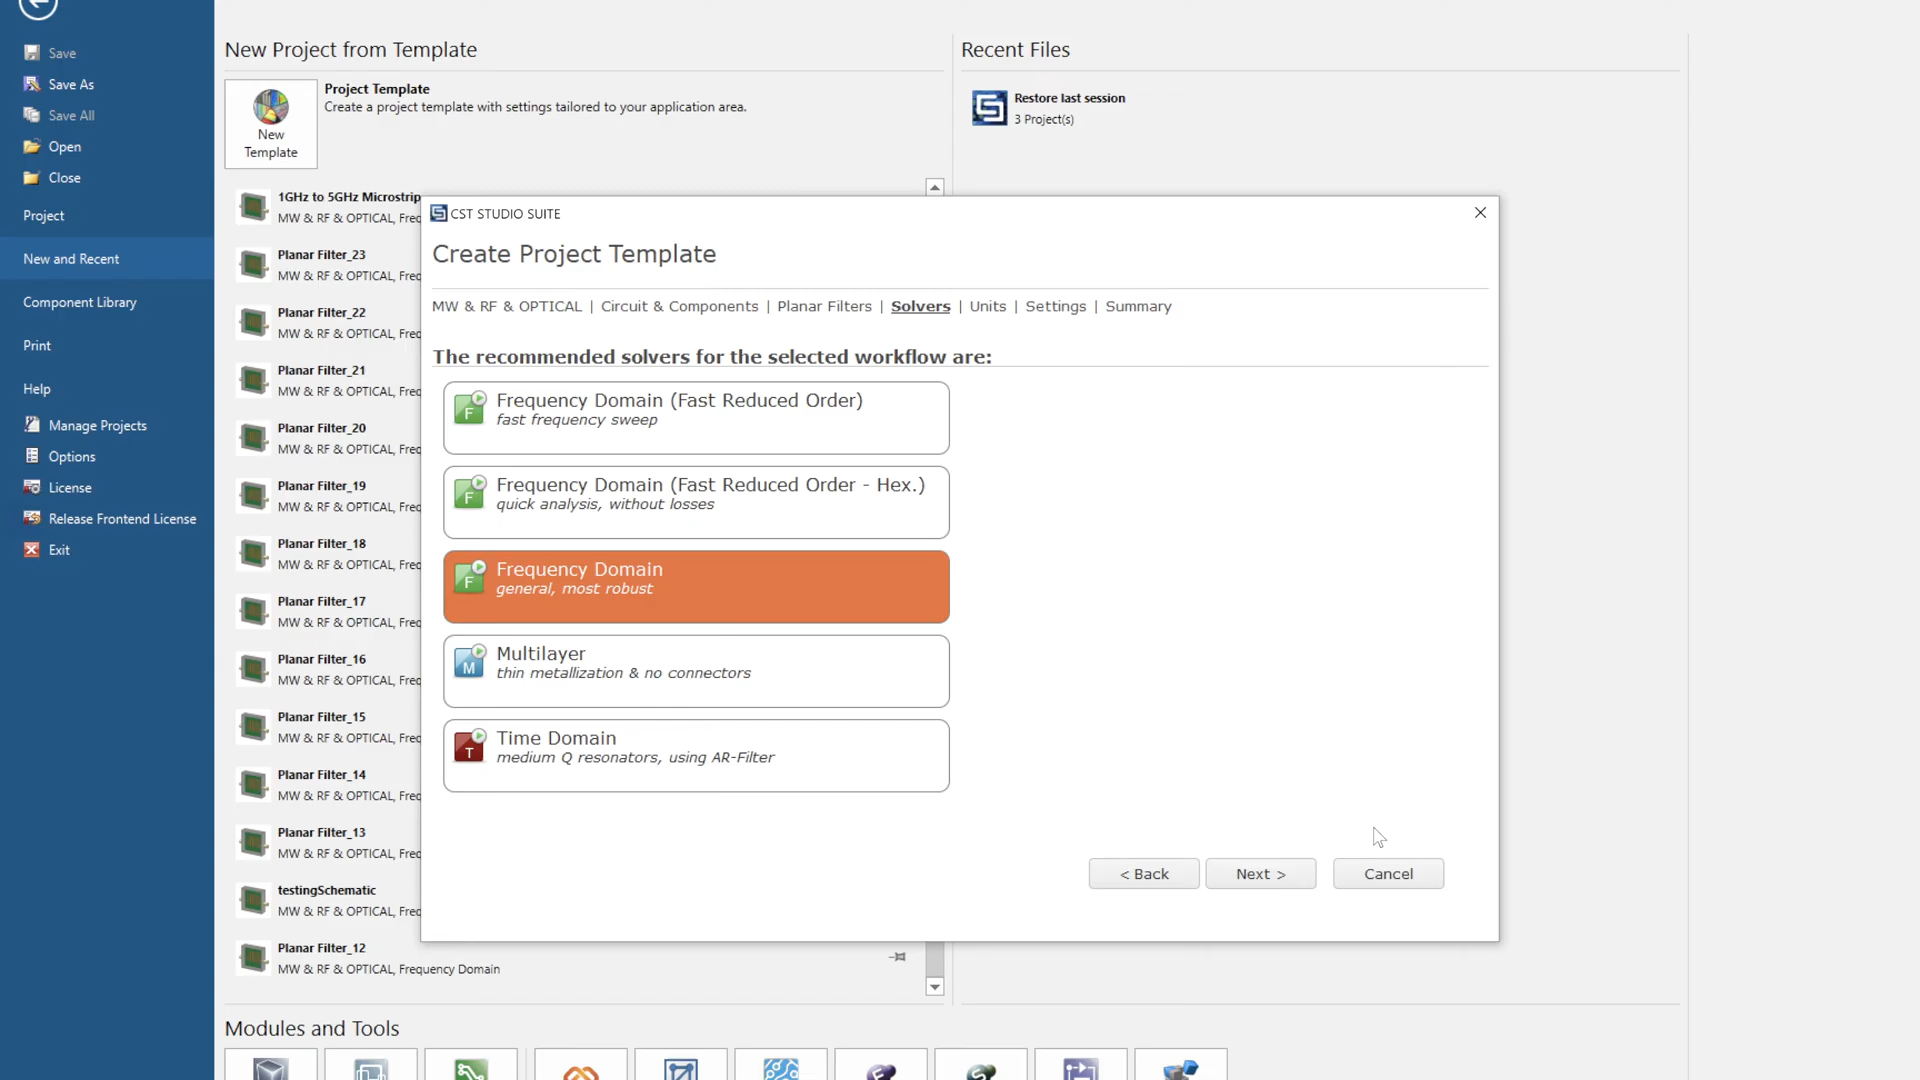 Save
Save As
Save All
Open
Close
Project
New and Recent
Component Library
Print
Help
Manage Projects
Options
License
Release Frontend License
Exit
New Project from Template
New
Template
Project Template
Create a project template with settings tailored to your application area.
1GHz to 5GHz Microstrip
MW & RF & OPTICAL, Freq
Planar Filter_23
MW & RF & OPTICAL, Freq
Planar Filter_22
MW & RF & OPTICAL, Freq
Planar Filter_21
MW & RF & OPTICAL, Freq
Planar Filter_20
MW & RF & OPTICAL, Freq
Planar Filter_19
MW & RF & OPTICAL, Freq
Planar Filter_18
MW & RF & OPTICAL, Freq
Planar Filter_17
MW & RF & OPTICAL, Freq
Planar Filter_16
MW & RF & OPTICAL, Freq
Planar Filter_15
MW & RF & OPTICAL, Freq
Planar Filter_14
MW & RF & OPTICAL, Freq
Planar Filter_13
MW & RF & OPTICAL, Freq
testingSchematic
MW & RF & OPTICAL, Freq
Planar Filter_12
MW & RF & OPTICAL, Frequency Domain
Modules and Tools
Recent Files
Restore last session
3 Project(s)
CST STUDIO SUITE
Create Project Template
MW & RF & OPTICAL | Circuit & Components | Planar Filters | Solvers | Units | Settings | Summary
The recommended solvers for the selected workflow are:
F
Frequency Domain (Fast Reduced Order)
fast frequency sweep
F
Frequency Domain (Fast Reduced Order - Hex.)
quick analysis, without losses
F
Frequency Domain
general, most robust
M
Multilayer
thin metallization & no connectors
T
Time Domain
medium Q resonators, using AR-Filter
< Back
Next >
Cancel